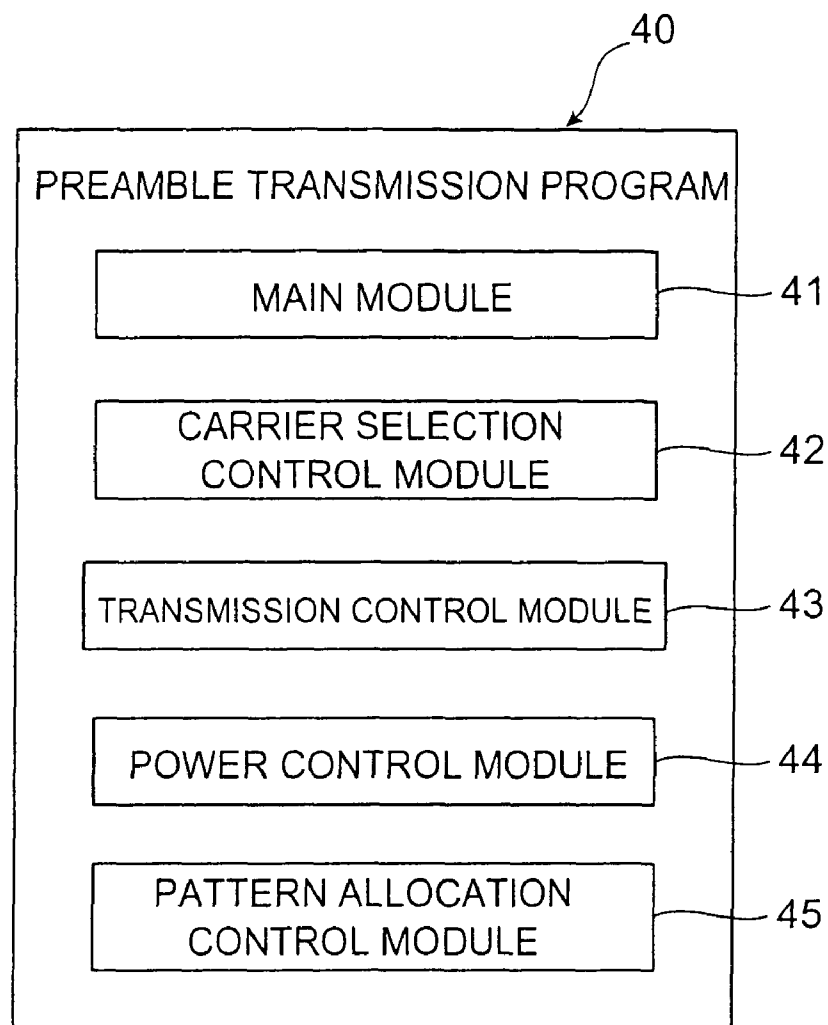 40
PREAMBLE TRANSMISSION PROGRAM
MAIN MODULE
41
CARRIER SELECTION
CONTROL MODULE
42
TRANSMISSION CONTROL MODULE
43
POWER CONTROL MODULE
44
PATTERN ALLOCATION
CONTROL MODULE
45